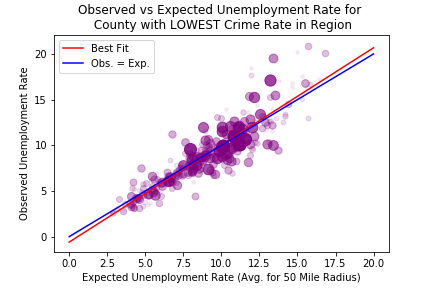 Observed vs Expected Unemployment Rate for
County with LOWEST Crime Rate in Region
Best Fit
Obs. = Exp.
Observed Unemployment Rate
20
15
10
5
0
0.0 2.5 5.0 7.5 10.0 12.5 15.0 17.5 20.0
Expected Unemployment Rate (Avg. for 50 Mile Radius)